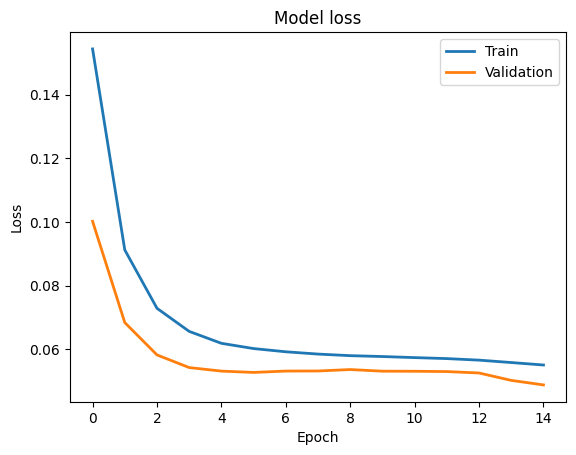 Model loss
Train
Validation
0.14
0.12
0.10
0.08
0.06
Loss
0 2 4 6 8 10 12 14
Epoch